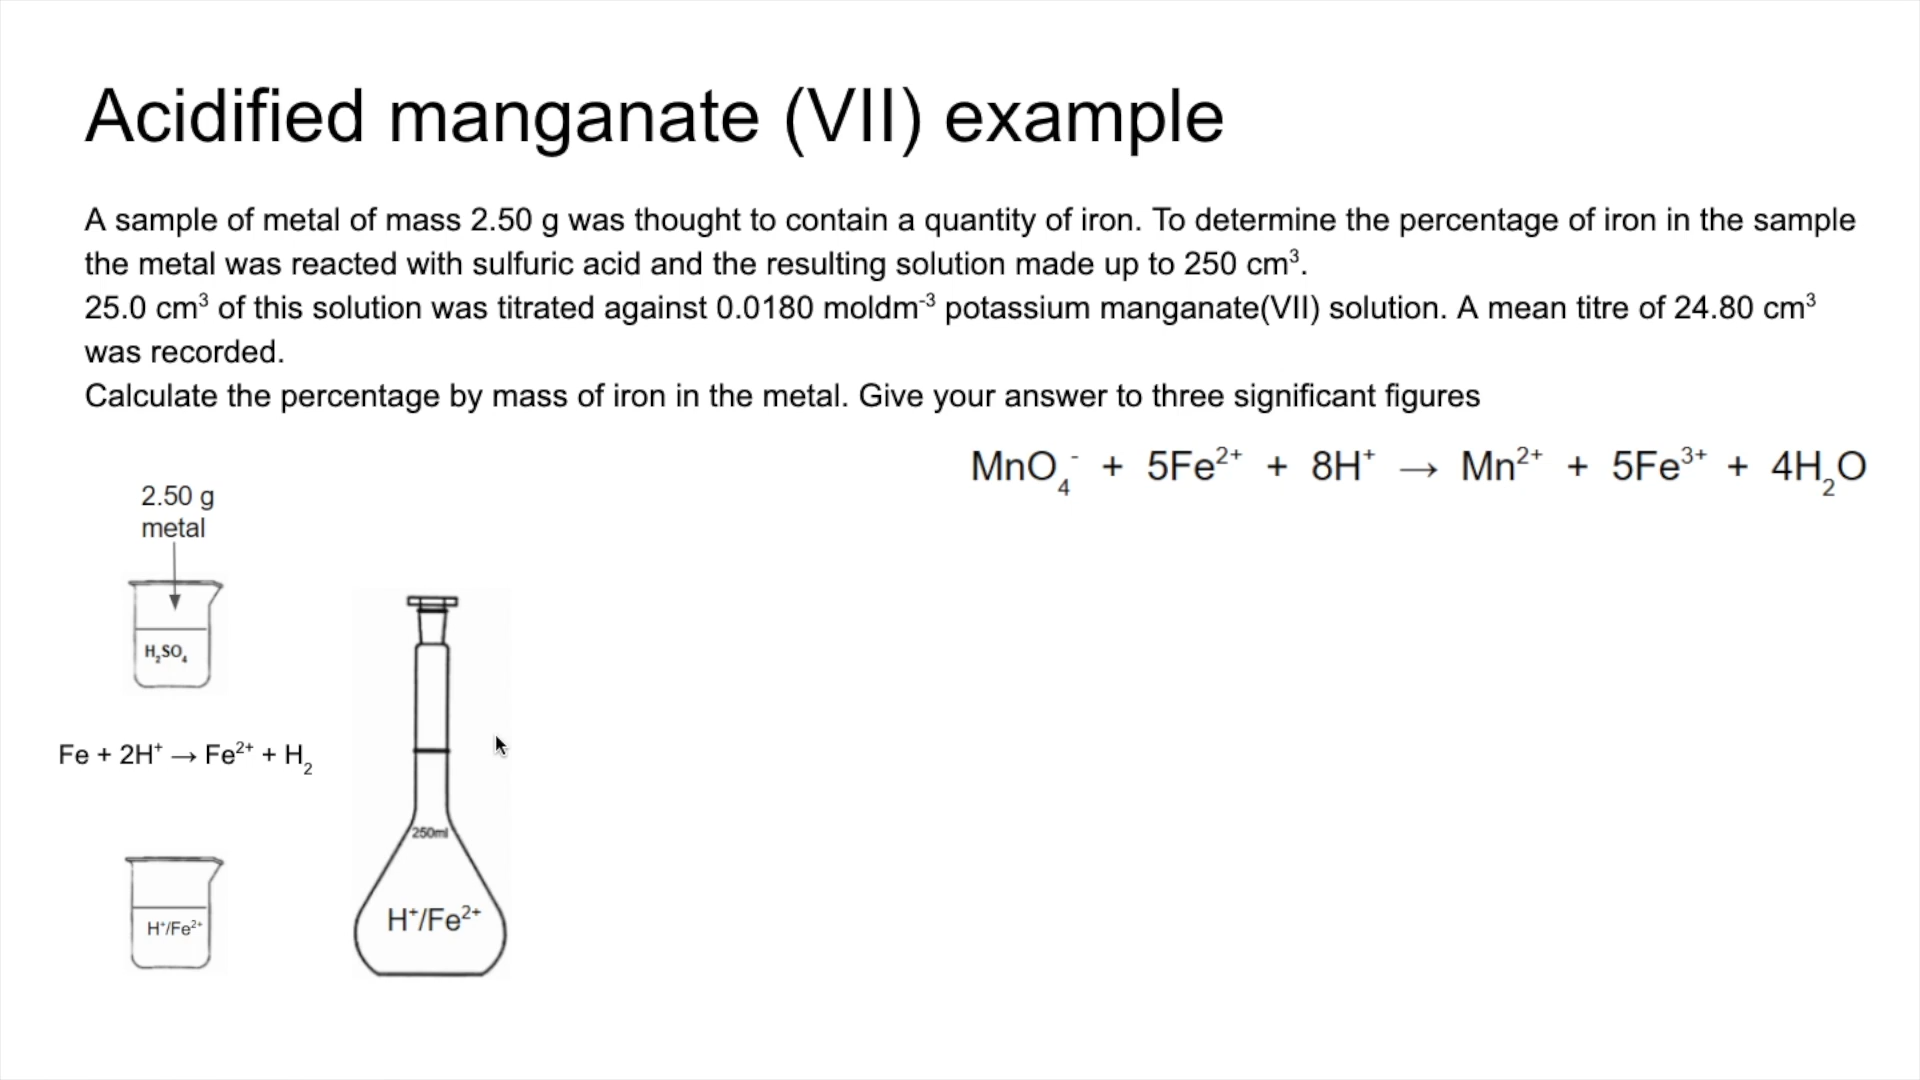 Acidified manganate (VII) example
A sample of metal of mass 2.50 g was thought to contain a quantity of iron. To determine the percentage of iron in the sample
the metal was reacted with sulfuric acid and the resulting solution made up to 250 cm³.
25.0 cm³ of this solution was titrated against 0.0180 moldm⁻³ potassium manganate(VII) solution. A mean titre of 24.80 cm³
was recorded.
Calculate the percentage by mass of iron in the metal. Give your answer to three significant figures
MnO₄⁻ + 5Fe²⁺ + 8H⁺ → Mn²⁺ + 5Fe³⁺ + 4H₂O
2.50 g
metal
H₂SO₄
Fe + 2H⁺ → Fe²⁺ + H₂
250ml
H⁺/Fe²⁺
H⁺/Fe²⁺